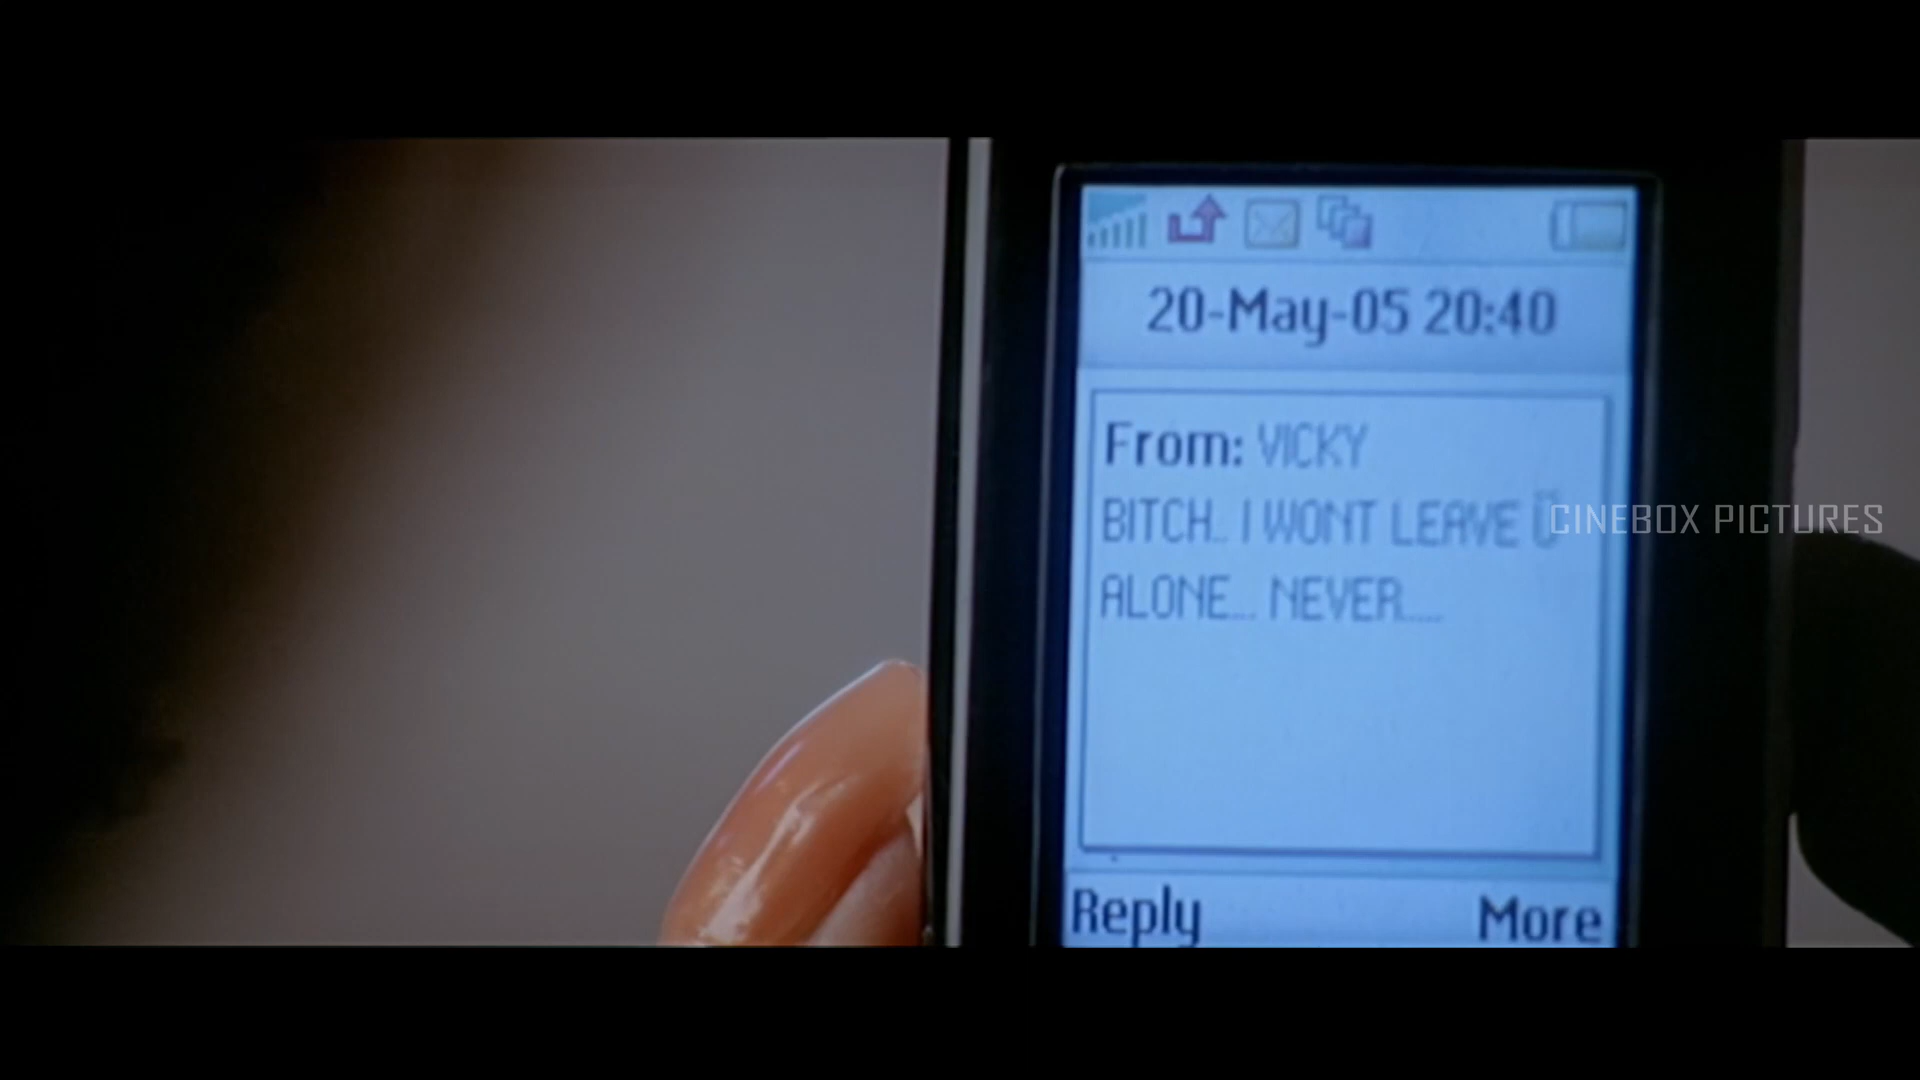 20-May-05 20:40
From: VICKY
BITCH.. I WONT LEAVE Ü
ALONE... NEVER.....
CINEBOX PICTURES
Reply More